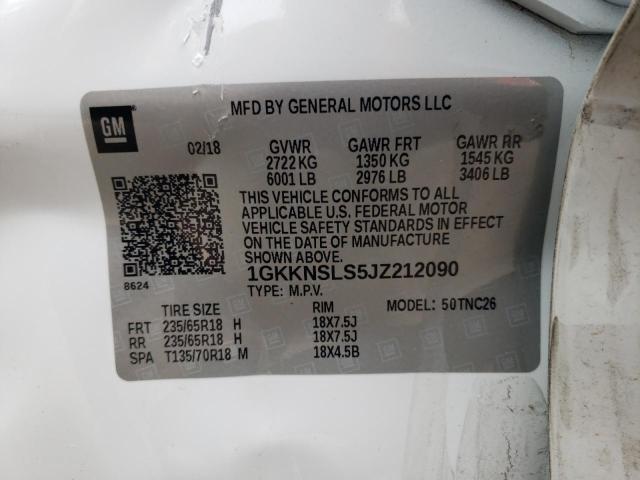 GM
MFD BY GENERAL MOTORS LLC
02/18 GVWR GAWR FRT GAWR RR
2722 KG 1350 KG 1545 KG
6001 LB 2976 LB 3406 LB
THIS VEHICLE CONFORMS TO ALL
APPLICABLE U.S. FEDERAL MOTOR
VEHICLE SAFETY STANDARDS IN EFFECT
ON THE DATE OF MANUFACTURE
SHOWN ABOVE.
8624
1GKKNSLS5JZ212090
TYPE: M.P.V.
TIRE SIZE RIM MODEL: 50TNC26
FRT 235/65R18 H 18X7.5J
RR 235/65R18 H 18X7.5J
SPA T135/70R18 M 18X4.5B